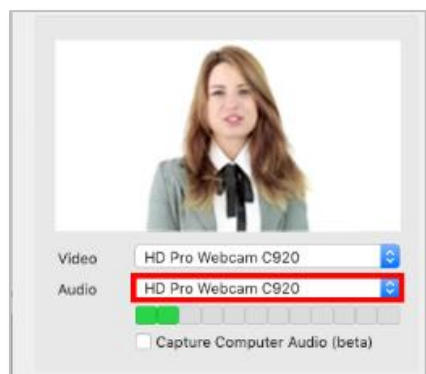 Video HD Pro Webcam C920
Audio HD Pro Webcam C920
Capture Computer Audio (beta)